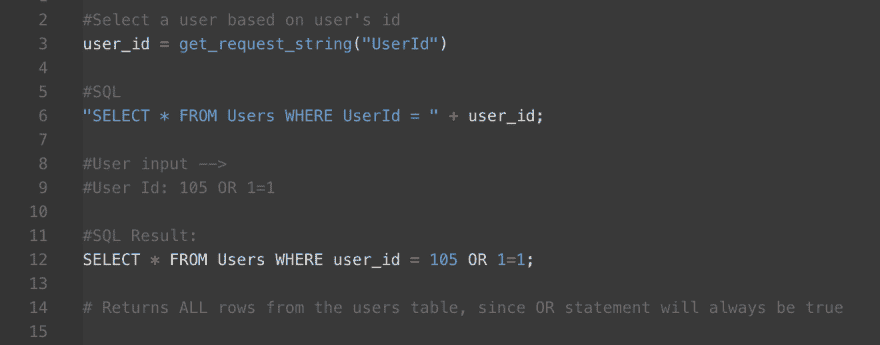 2 #Select a user based on user's id
3 user_id = get_request_string("UserId")
4
5 #SQL
6 "SELECT * FROM Users WHERE UserId = " + user_id;
7
8 #User input -->
9 #User Id: 105 OR 1=1
10
11 #SQL Result:
12 SELECT * FROM Users WHERE user_id = 105 OR 1=1;
13
14 # Returns ALL rows from the users table, since OR statement will always be true
15